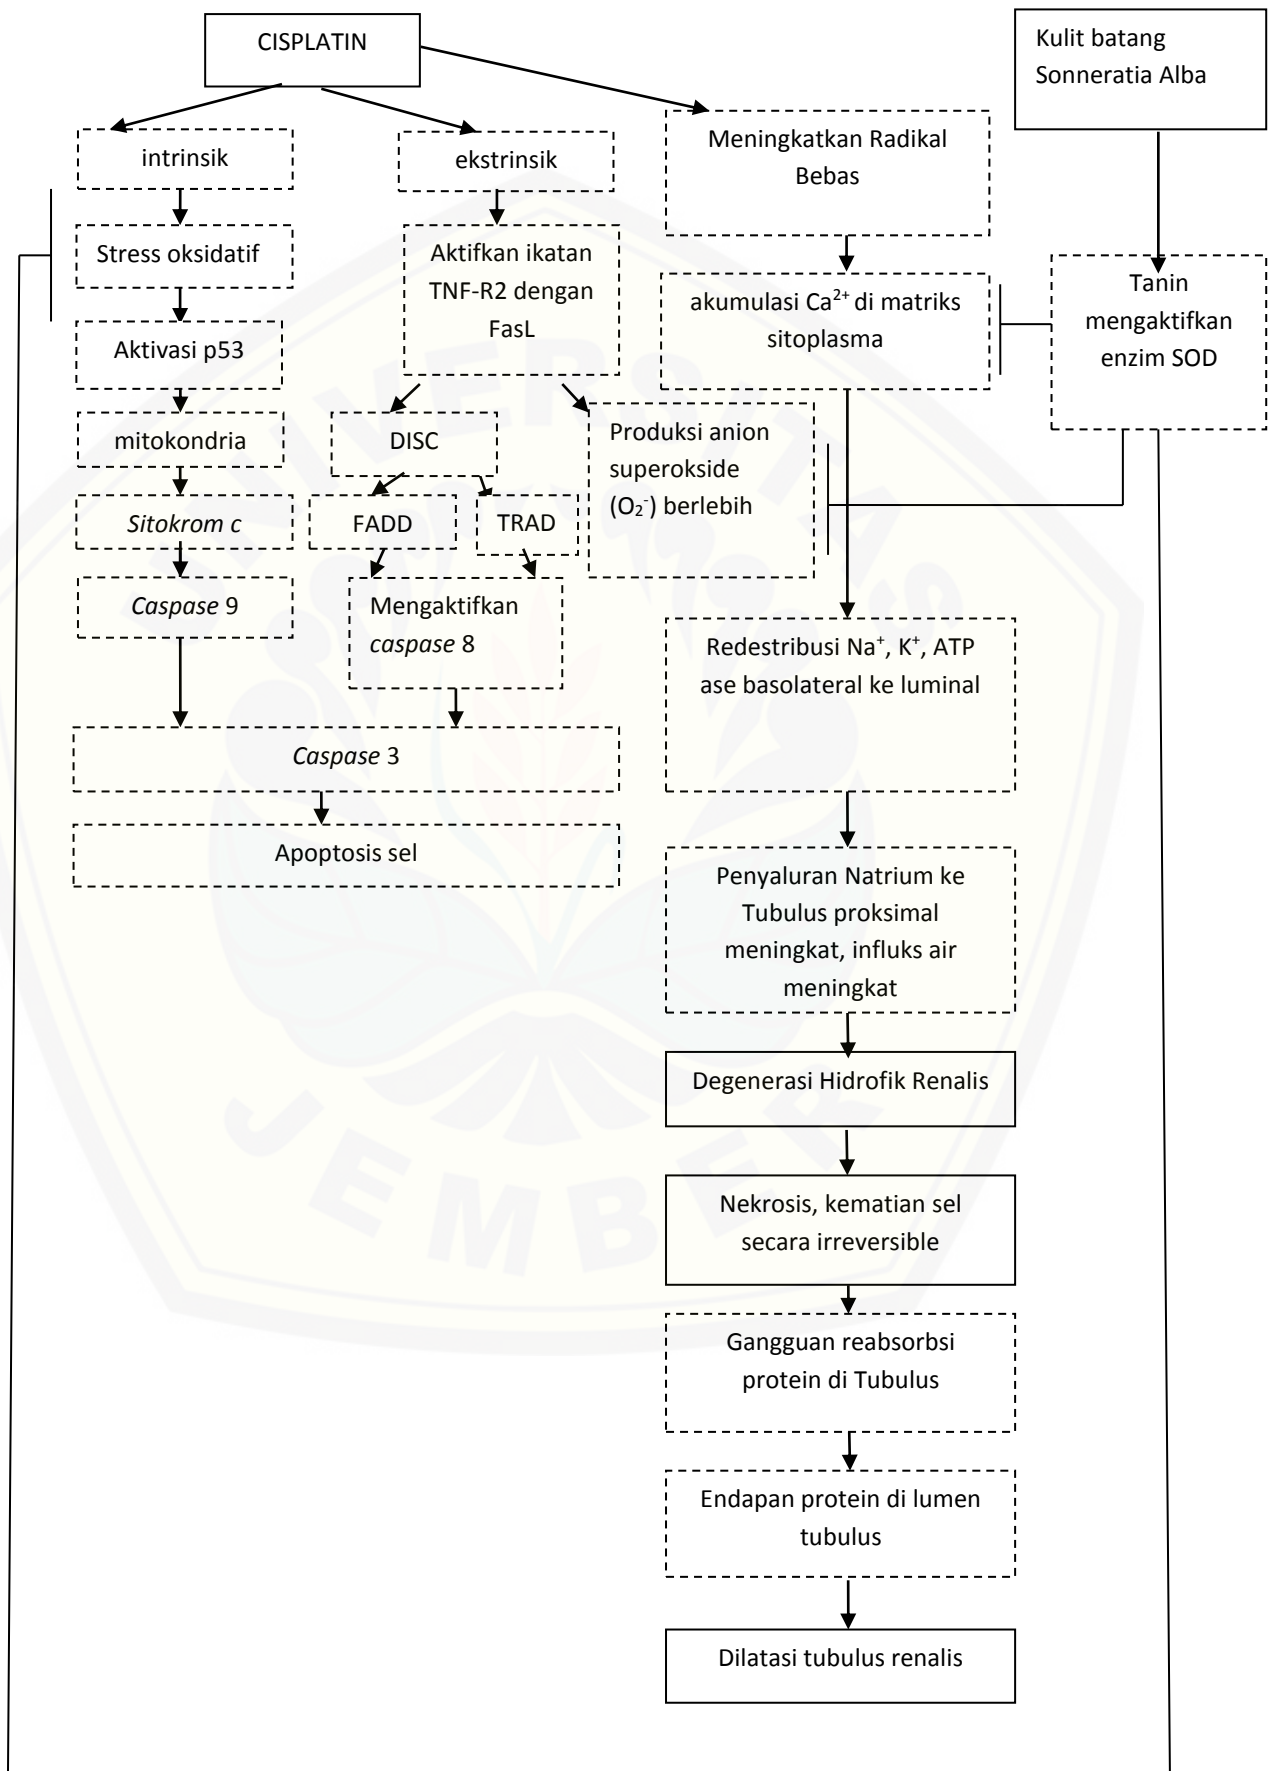 CISPLATIN
Kulit batang
Sonneratia Alba
intrinsik
ekstrinsik
Meningkatkan Radikal
Bebas
Stress oksidatif
Aktifkan ikatan
TNF-R2 dengan
FasL
akumulasi Ca²⁺ di matriks
sitoplasma
Tanin
mengaktifkan
enzim SOD
Aktivasi p53
mitokondria
DISC
Produksi anion
superokside
(O₂⁻) berlebih
Sitokrom c
FADD
TRAD
Caspase 9
Mengaktifkan
caspase 8
Redestribusi Na⁺, K⁺, ATP
ase basolateral ke luminal
Caspase 3
Apoptosis sel
Penyaluran Natrium ke
Tubulus proksimal
meningkat, influks air
meningkat
Degenerasi Hidrofik Renalis
Nekrosis, kematian sel
secara irreversible
Gangguan reabsorbsi
protein di Tubulus
Endapan protein di lumen
tubulus
Dilatasi tubulus renalis
UNIVERSITAS
JEMBER